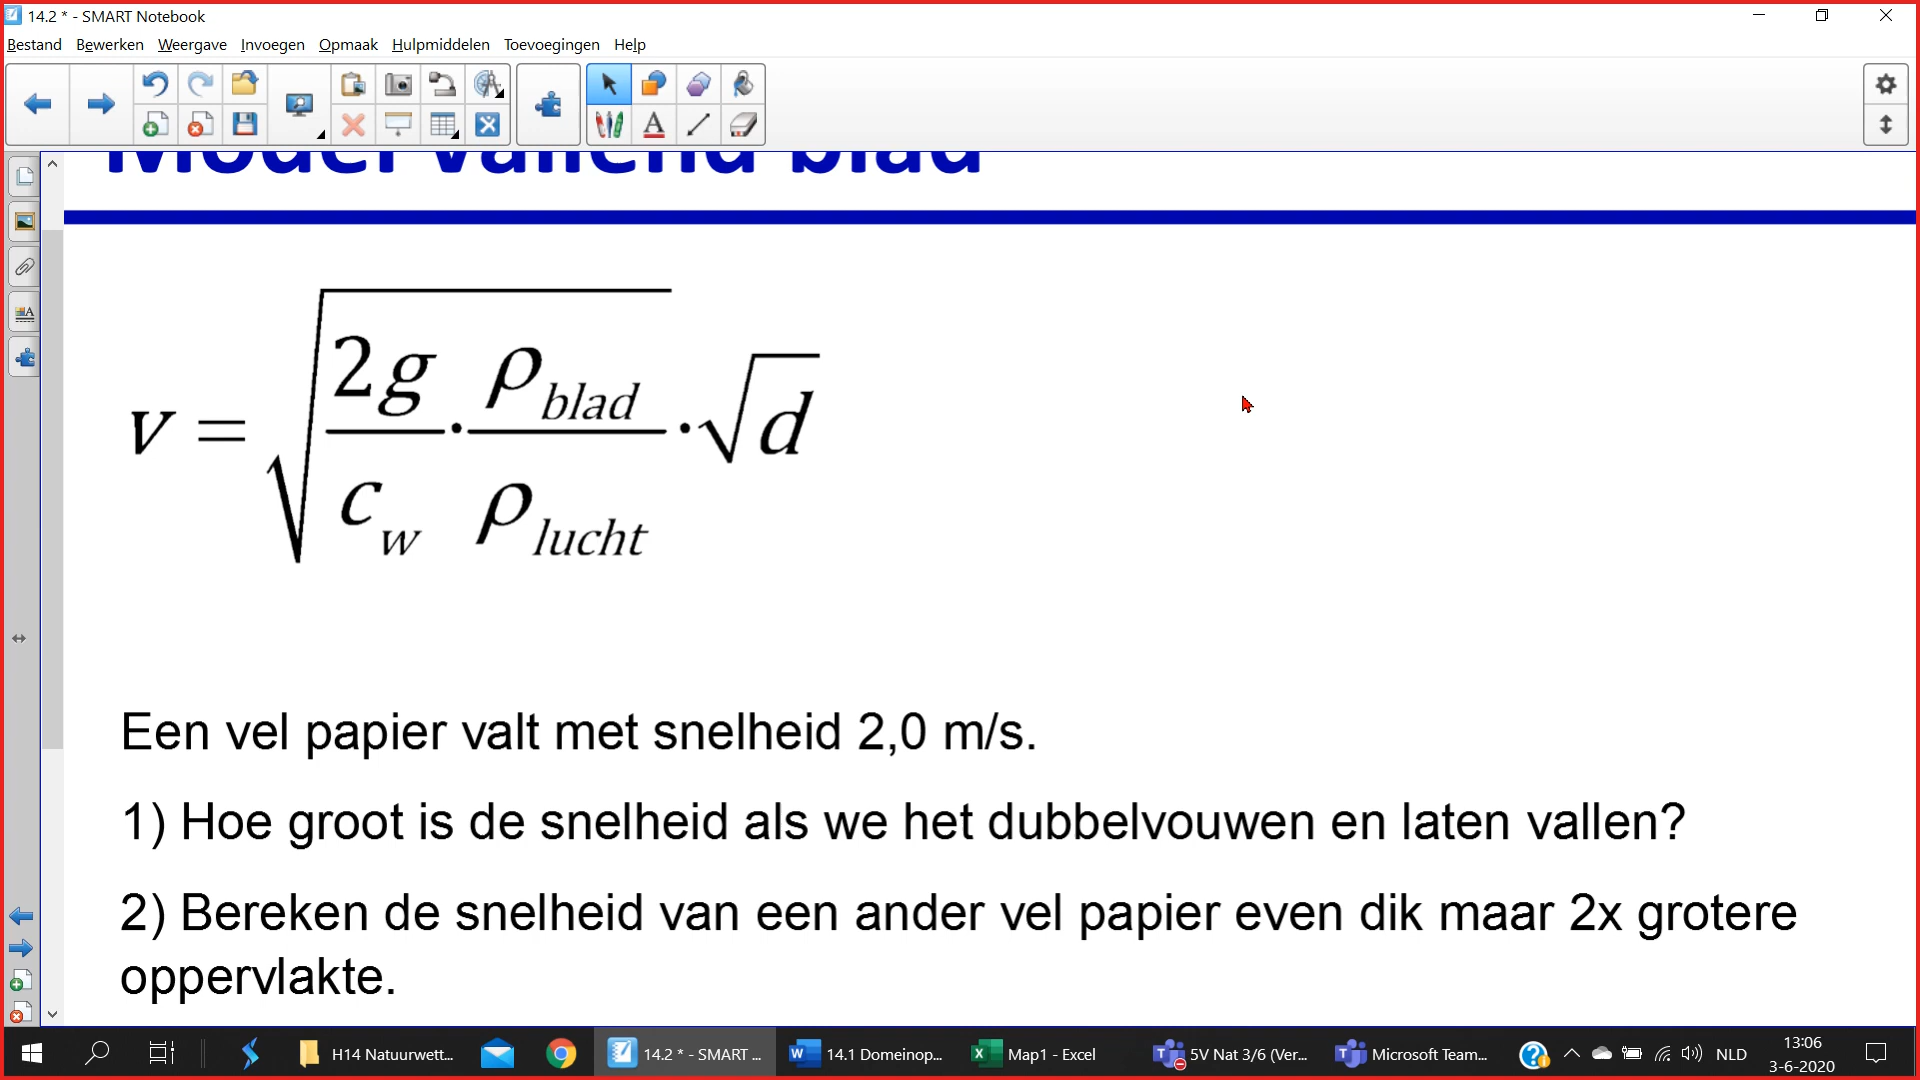 14.2 * - SMART Notebook
Bestand Bewerken Weergave Invoegen Opmaak Hulpmiddelen Toevoegingen Help
Model vallend blad
v = √(2g/c_w · ρ_blad/ρ_lucht) · √d
Een vel papier valt met snelheid 2,0 m/s.
1) Hoe groot is de snelheid als we het dubbelvouwen en laten vallen?
2) Bereken de snelheid van een ander vel papier even dik maar 2x grotere
oppervlakte.
H14 Natuurwett... 14.2 * - SMART ... 14.1 Domeinop... Map1 - Excel 5V Nat 3/6 (Ver... Microsoft Team... NLD 13:06
3-6-2020